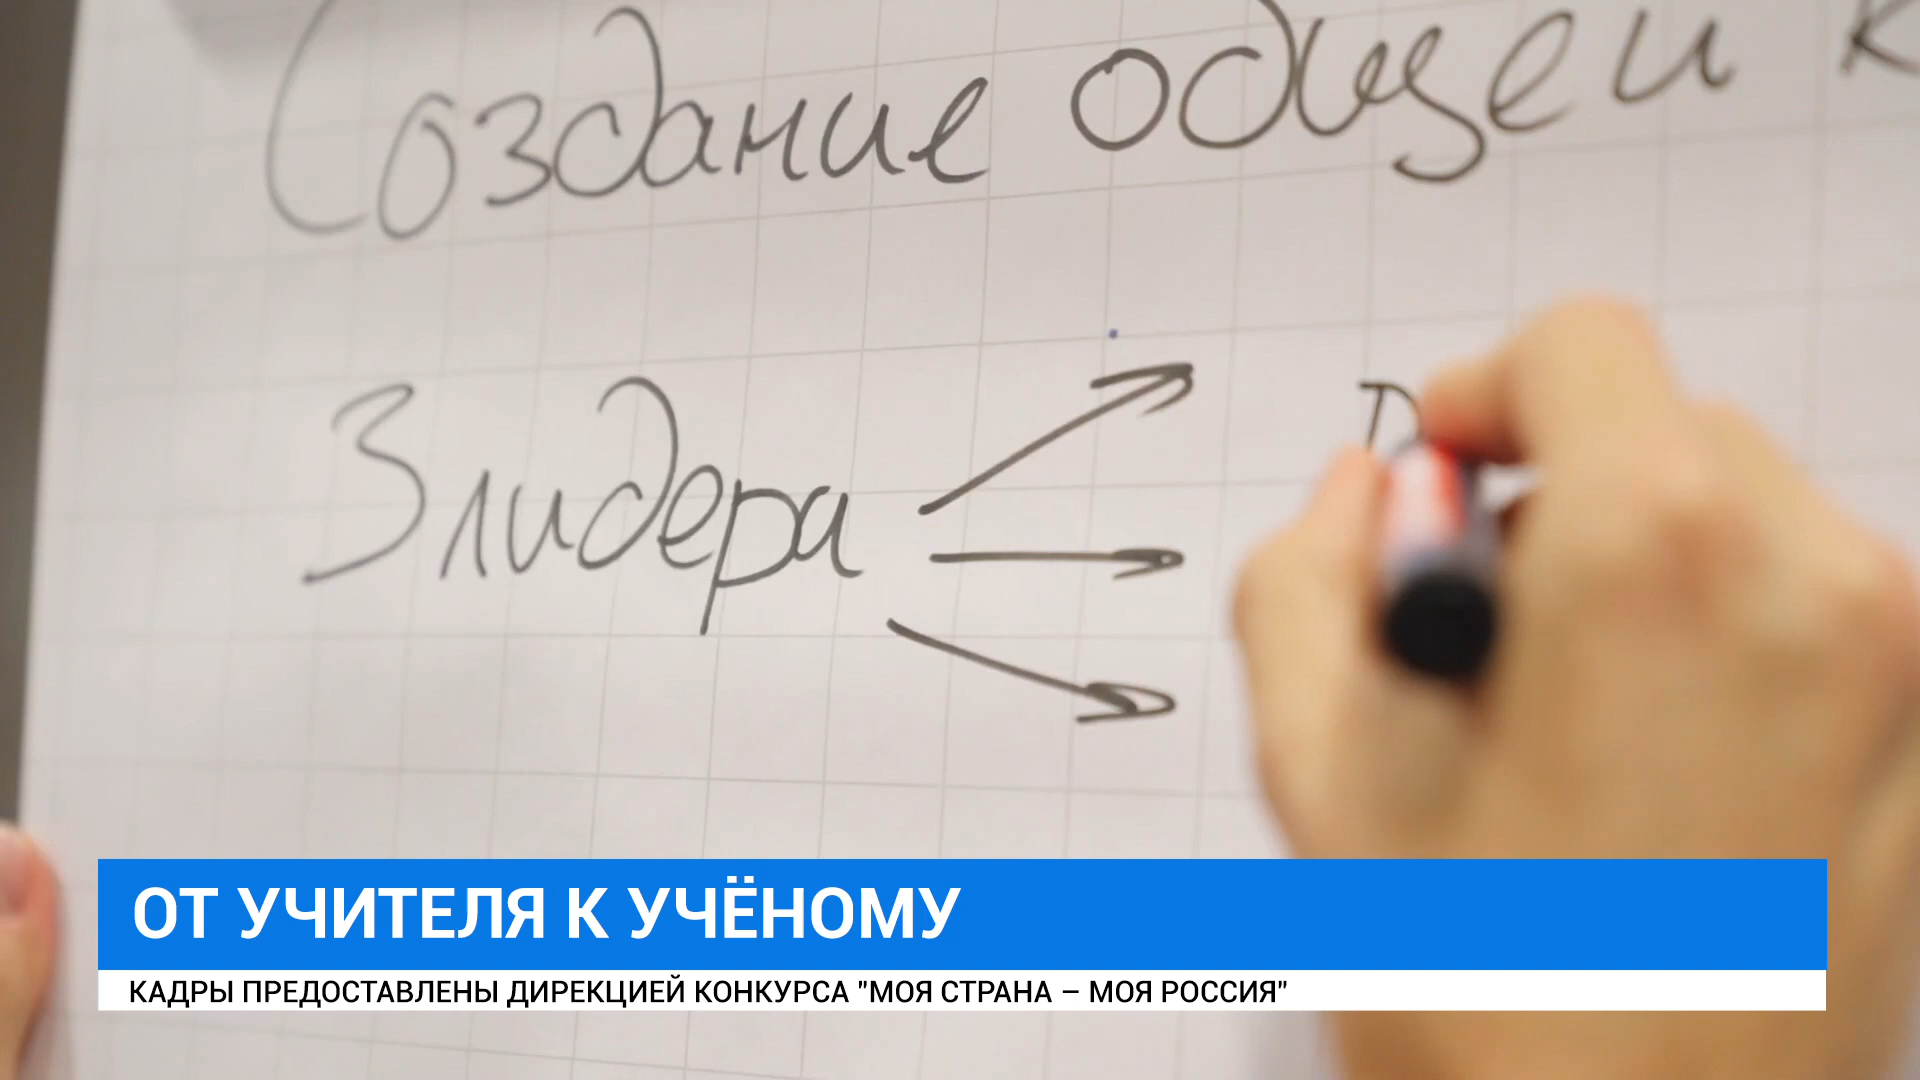 Создание общей к
3 лидера
ОТ УЧИТЕЛЯ К УЧЁНОМУ
КАДРЫ ПРЕДОСТАВЛЕНЫ ДИРЕКЦИЕЙ КОНКУРСА "МОЯ СТРАНА – МОЯ РОССИЯ"